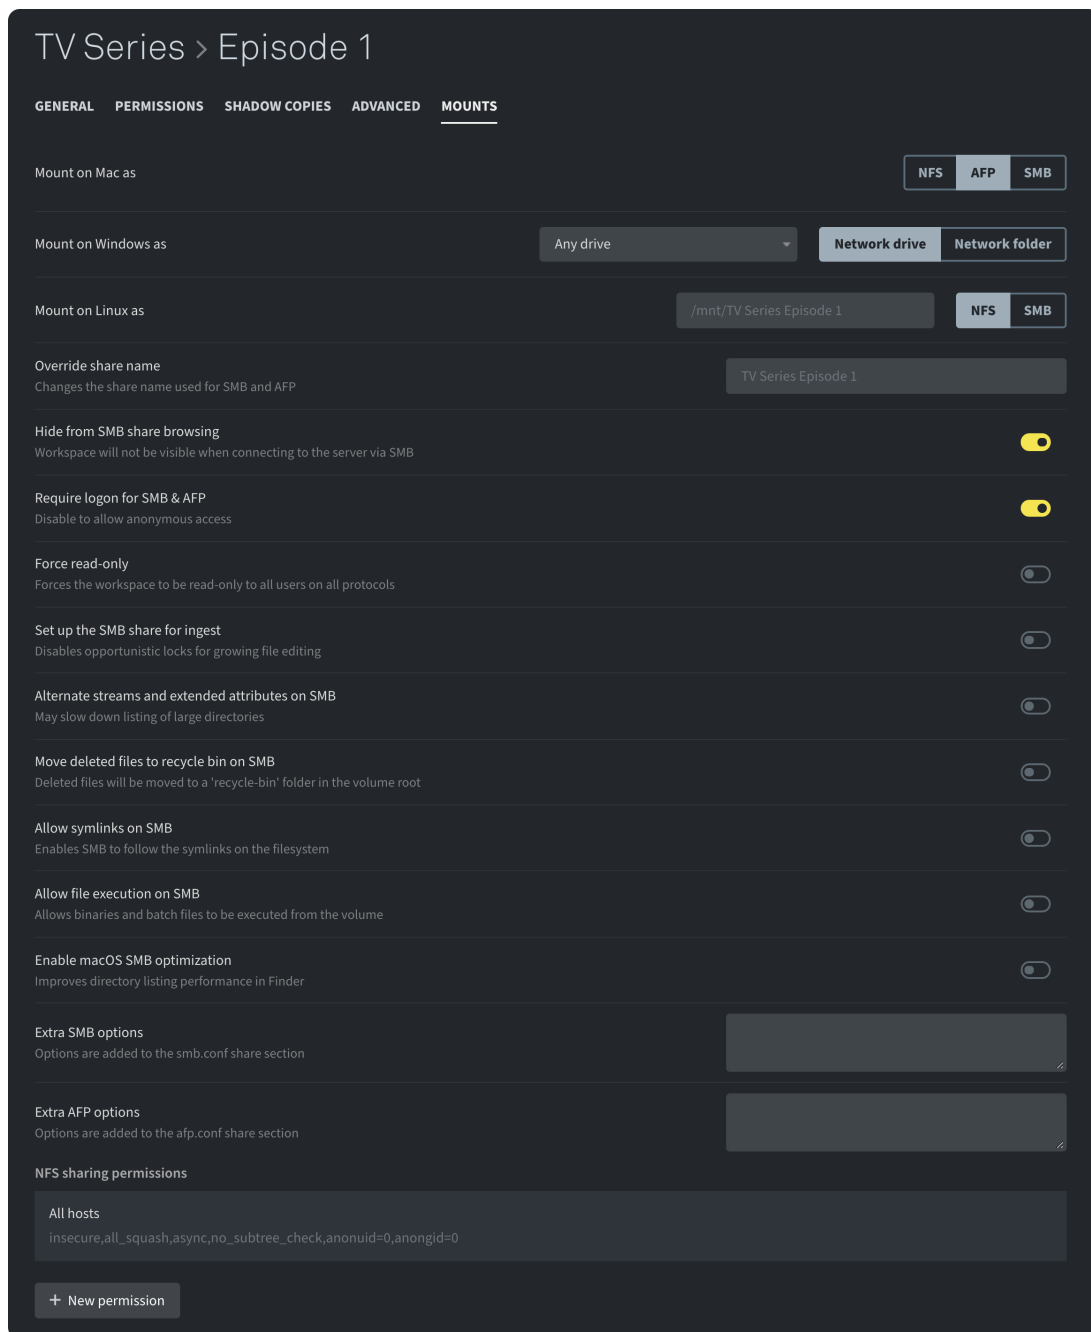 TV Series > Episode 1
GENERAL PERMISSIONS SHADOW COPIES ADVANCED MOUNTS
Mount on Mac as NFS AFP SMB
Mount on Windows as Any drive Network drive Network folder
Mount on Linux as /mnt/TV Series Episode 1 NFS SMB
Override share name
Changes the share name used for SMB and AFP
TV Series Episode 1
Hide from SMB share browsing
Workspace will not be visible when connecting to the server via SMB
Require logon for SMB & AFP
Disable to allow anonymous access
Force read-only
Forces the workspace to be read-only to all users on all protocols
Set up the SMB share for ingest
Disables opportunistic locks for growing file editing
Alternate streams and extended attributes on SMB
May slow down listing of large directories
Move deleted files to recycle bin on SMB
Deleted files will be moved to a 'recycle-bin' folder in the volume root
Allow symlinks on SMB
Enables SMB to follow the symlinks on the filesystem
Allow file execution on SMB
Allows binaries and batch files to be executed from the volume
Enable macOS SMB optimization
Improves directory listing performance in Finder
Extra SMB options
Options are added to the smb.conf share section
Extra AFP options
Options are added to the afp.conf share section
NFS sharing permissions
All hosts
insecure,all_squash,async,no_subtree_check,anonuid=0,anongid=0
+ New permission